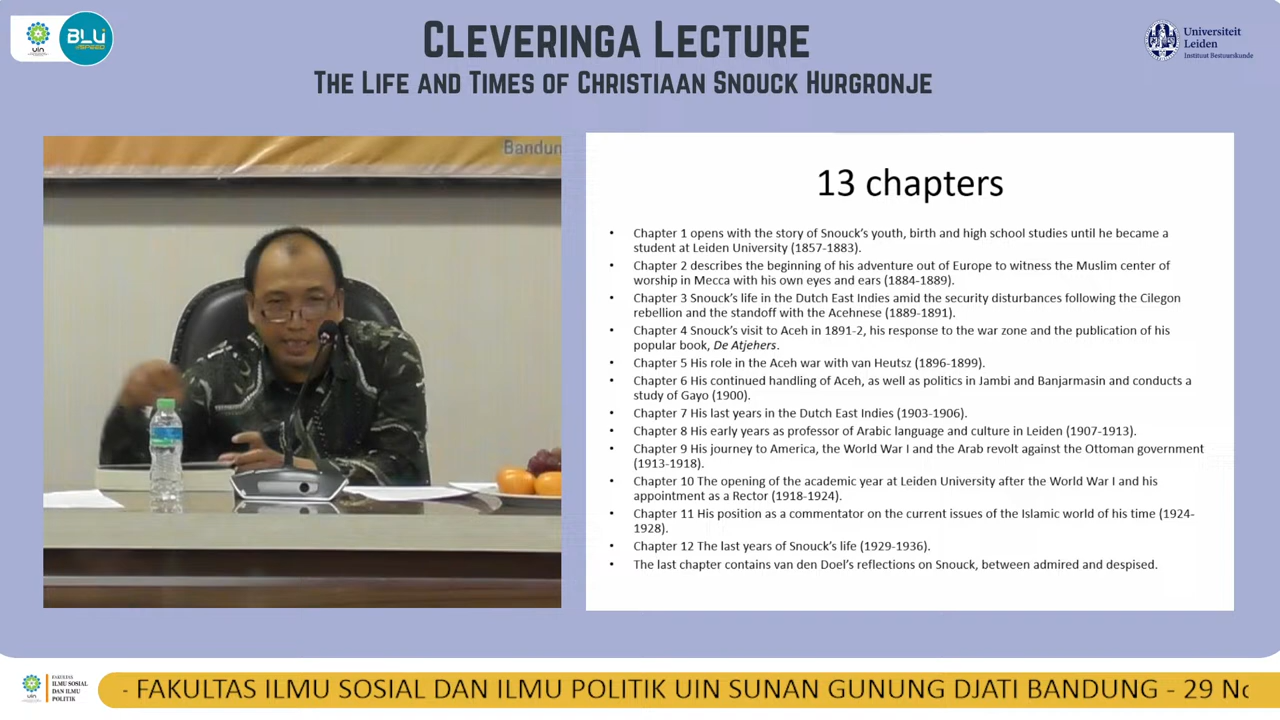 uin
BLU
SPEED
CLEVERINGA LECTURE
THE LIFE AND TIMES OF CHRISTIAAN SNOUCK HURGRONJE
Universiteit
Leiden
Instituut Bestuurskunde
Bandun
13 chapters
• Chapter 1 opens with the story of Snouck's youth, birth and high school studies until he became a
student at Leiden University (1857-1883).
• Chapter 2 describes the beginning of his adventure out of Europe to witness the Muslim center of
worship in Mecca with his own eyes and ears (1884-1889).
• Chapter 3 Snouck's life in the Dutch East Indies amid the security disturbances following the Cilegon
rebellion and the standoff with the Acehnese (1889-1891).
• Chapter 4 Snouck's visit to Aceh in 1891-2, his response to the war zone and the publication of his
popular book, De Atjehers.
• Chapter 5 His role in the Aceh war with van Heutsz (1896-1899).
• Chapter 6 His continued handling of Aceh, as well as politics in Jambi and Banjarmasin and conducts a
study of Gayo (1900).
• Chapter 7 His last years in the Dutch East Indies (1903-1906).
• Chapter 8 His early years as professor of Arabic language and culture in Leiden (1907-1913).
• Chapter 9 His journey to America, the World War I and the Arab revolt against the Ottoman government
(1913-1918).
• Chapter 10 The opening of the academic year at Leiden University after the World War I and his
appointment as a Rector (1918-1924).
• Chapter 11 His position as a commentator on the current issues of the Islamic world of his time (1924-
1928).
• Chapter 12 The last years of Snouck's life (1929-1936).
• The last chapter contains van den Doel's reflections on Snouck, between admired and despised.
uin
FAKULTAS
ILMU SOSIAL
DAN ILMU
POLITIK
- FAKULTAS ILMU SOSIAL DAN ILMU POLITIK UIN SUNAN GUNUNG DJATI BANDUNG - 29 No